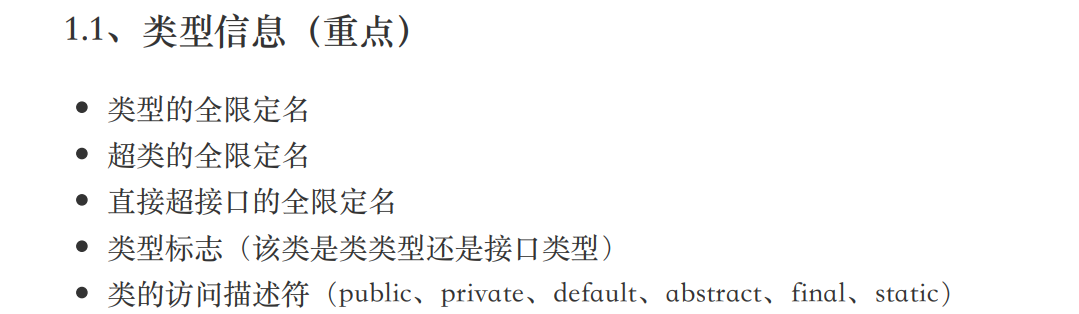 1.1、类型信息（重点）
• 类型的全限定名
• 超类的全限定名
• 直接超接口的全限定名
• 类型标志（该类是类类型还是接口类型）
• 类的访问描述符（public、private、default、abstract、final、static）